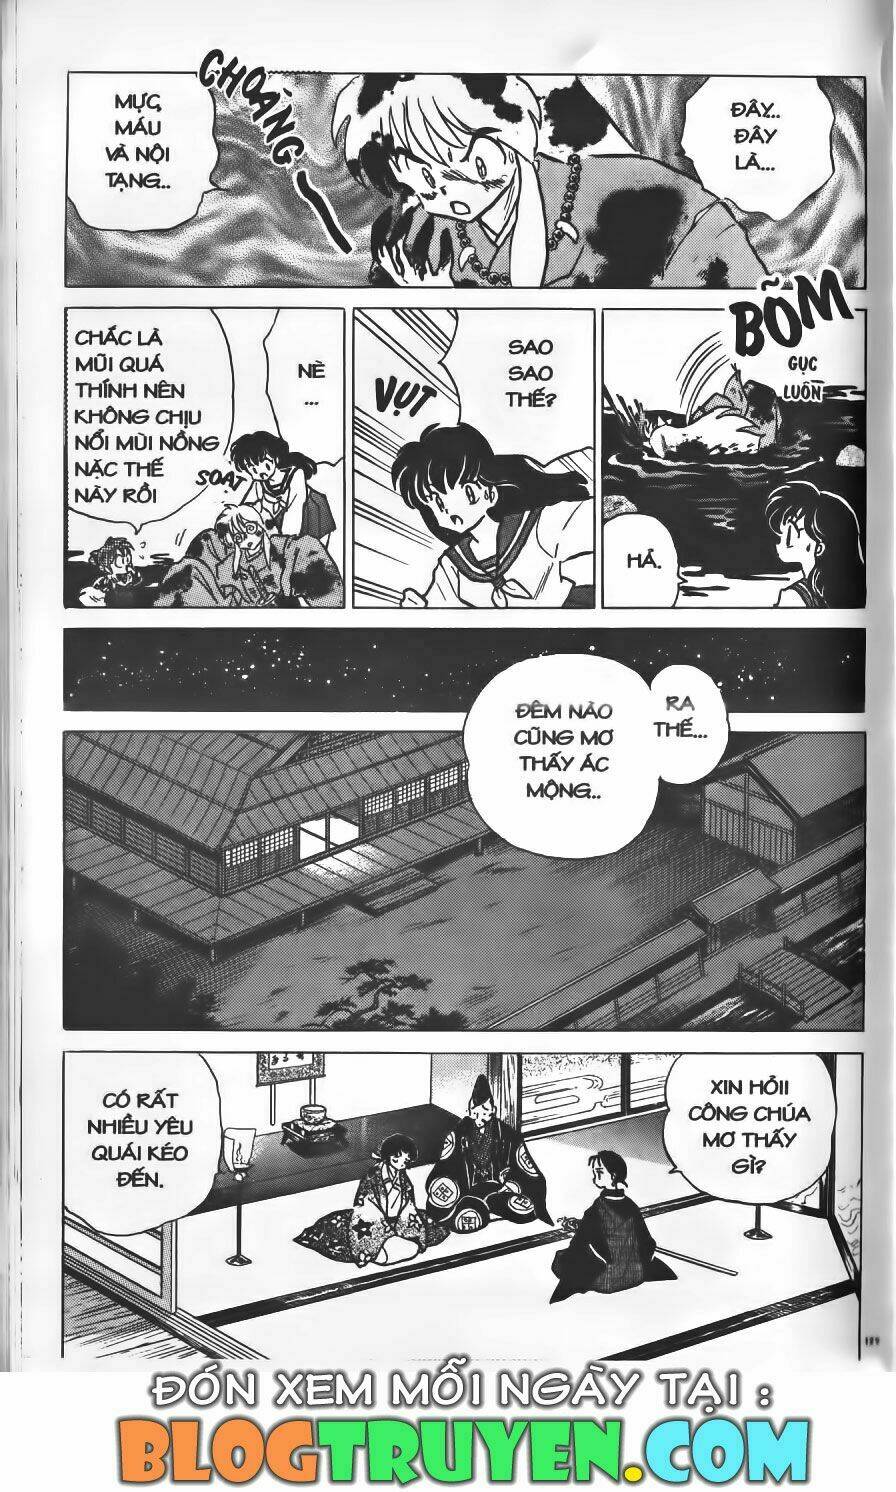 ĐÂY...
ĐÂY
LÀ...
CHOÀNG
MỰC,
MÁU
VÀ NỘI
TẠNG...
BÕM
GỤC
LUÔN
HẢ.
SAO
SAO
THẾ?
VỤT
NÈ
...
CHẮC LÀ
MŨI QUÁ
THÍNH NÊN
KHÔNG CHỊU
NỔI MÙI NỒNG
NẶC THẾ
NÀY RỒI
SOẠT
RA
THẾ...
ĐÊM NÀO
CŨNG MƠ
THẤY ÁC
MỘNG...
XIN HỎII
CÔNG CHÚA
MƠ THẤY
GÌ?
CÓ RẤT
NHIỀU YÊU
QUÁI KÉO
ĐẾN.
ĐÓN XEM MỖI NGÀY TẠI :
BLOGTRUYEN.COM